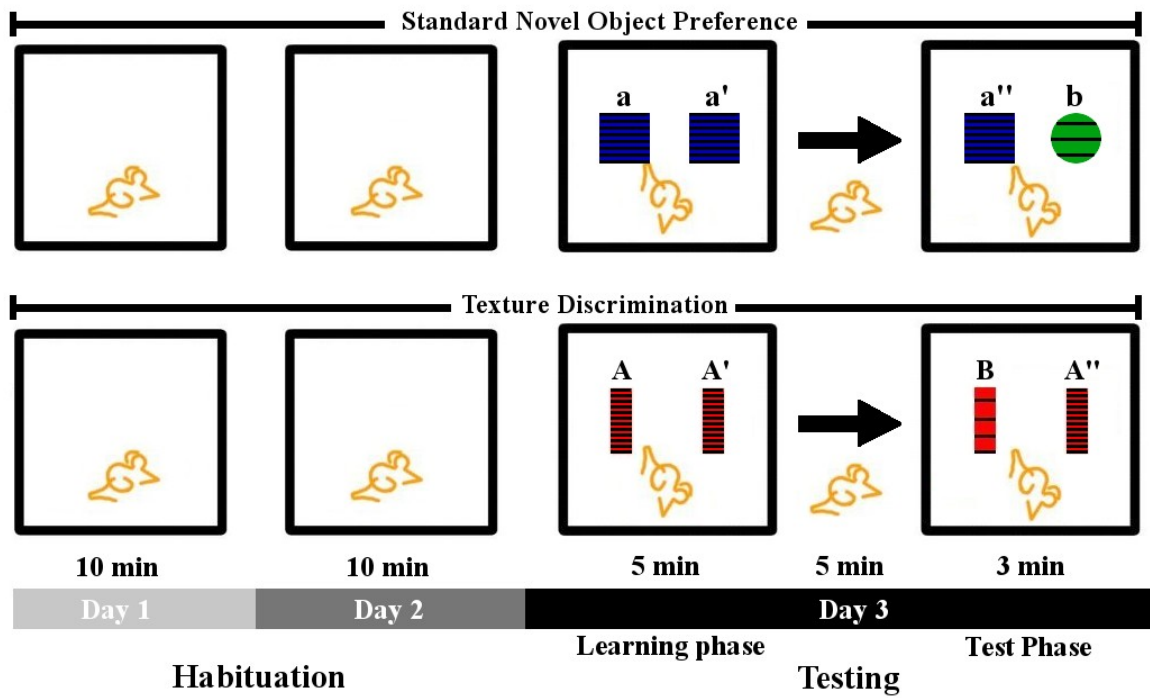 Standard Novel Object Preference
a a' a'' b
Texture Discrimination
A A' B A''
10 min 10 min 5 min 5 min 3 min
Day 1 Day 2 Day 3
Learning phase Test Phase
Habituation Testing